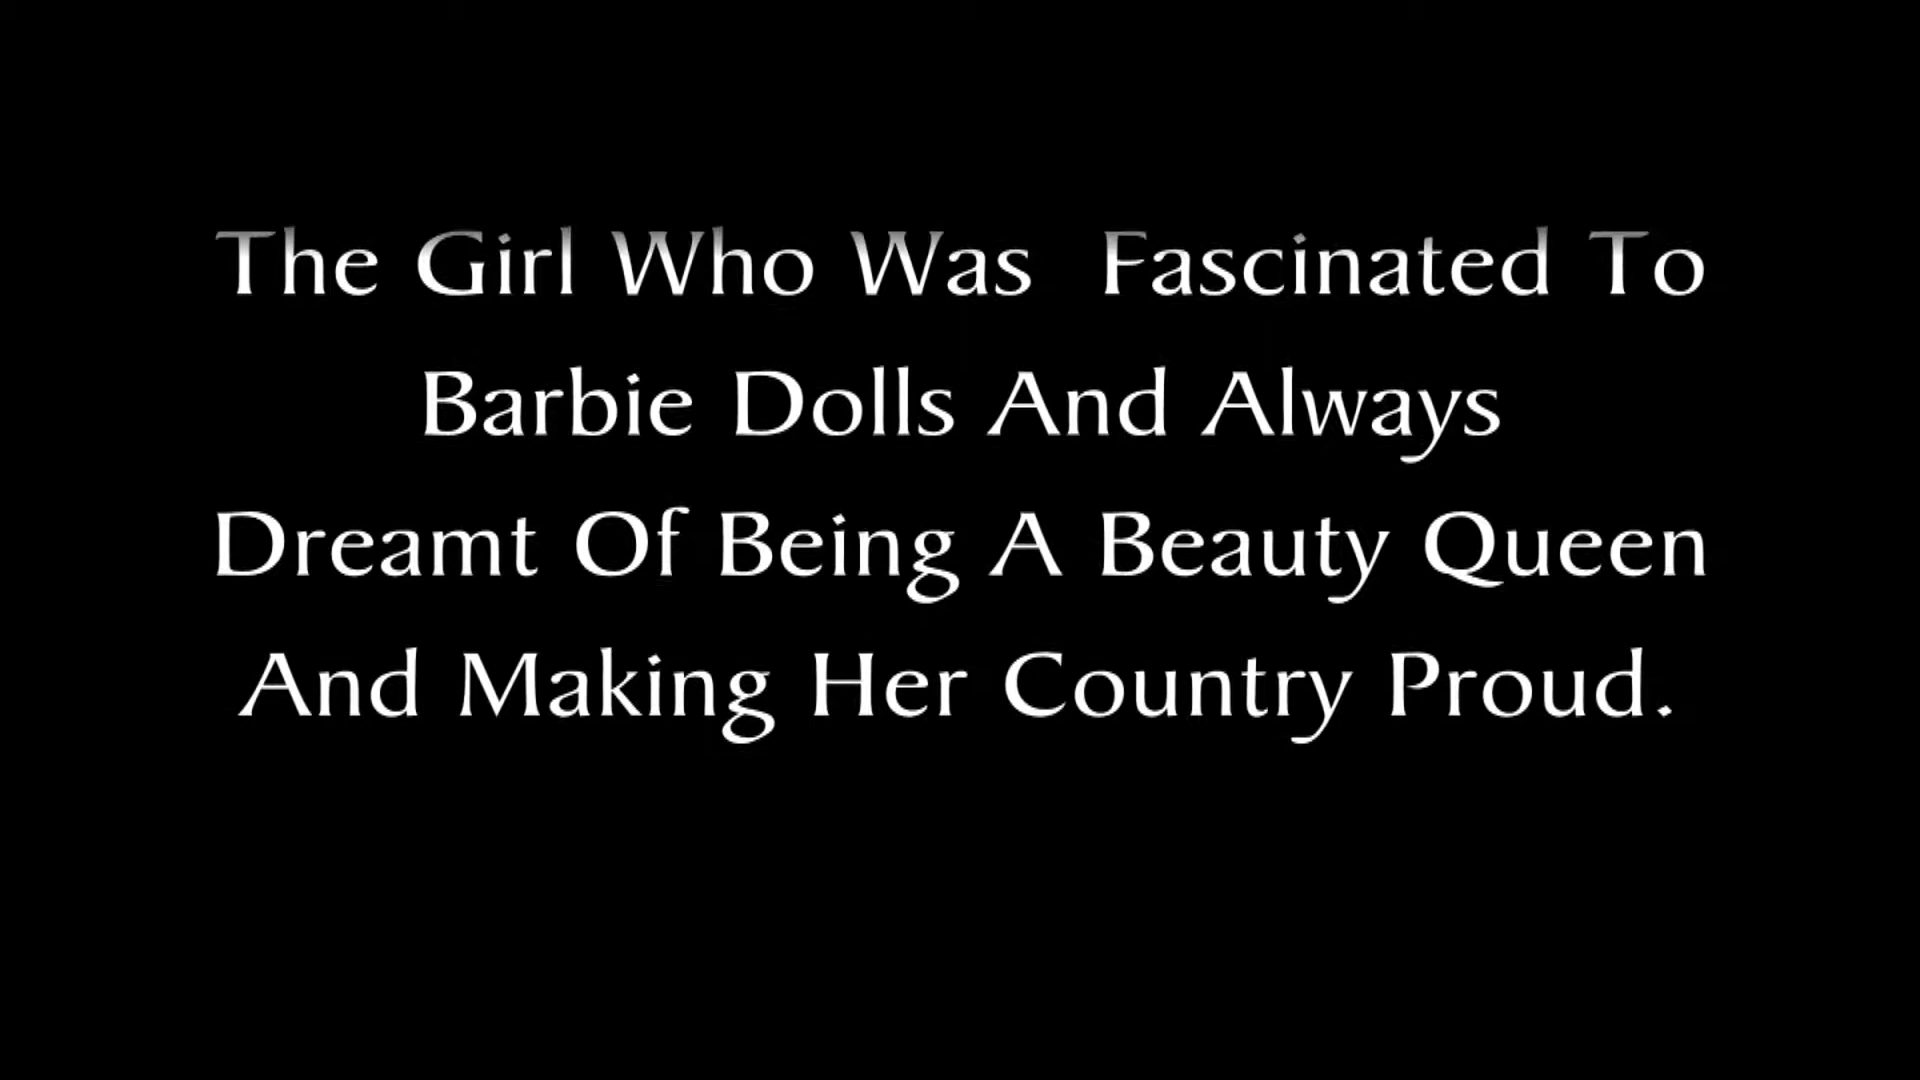 The Girl Who Was  Fascinated To
Barbie Dolls And Always
Dreamt Of Being A Beauty Queen
And Making Her Country Proud.